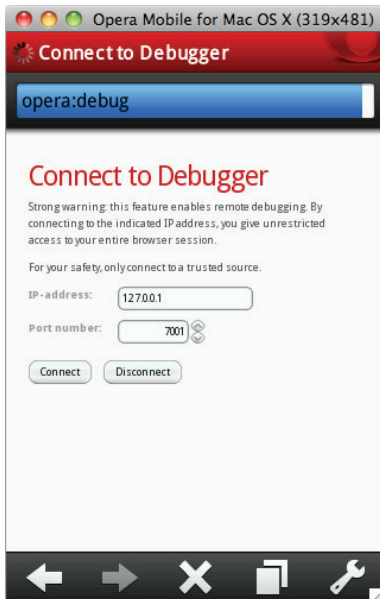 Opera Mobile for Mac OS X (319x481)
Connect to Debugger
opera:debug
Connect to Debugger
Strong warning: this feature enables remote debugging. By
connecting to the indicated IP address, you give unrestricted
access to your entire browser session.
For your safety, only connect to a trusted source.
IP-address: 127.0.0.1
Port number: 7001
Connect Disconnect